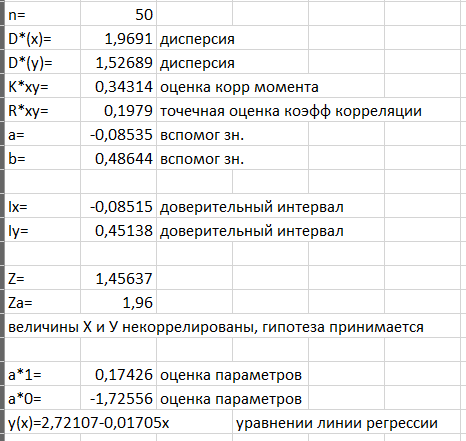 n= 50
D*(x)= 1,9691 дисперсия
D*(y)= 1,52689 дисперсия
K*xy= 0,34314 оценка корр момента
R*xy= 0,1979 точечная оценка коэфф корреляции
a= -0,08535 вспомог зн.
b= 0,48644 вспомог зн.
Ix= -0,08515 доверительный интервал
Iy= 0,45138 доверительный интервал
Z= 1,45637
Za= 1,96
величины Х и У некоррелированы, гипотеза принимается
a*1= 0,17426 оценка параметров
a*0= -1,72556 оценка параметров
y(x)=2,72107-0,01705x уравнении линии регрессии